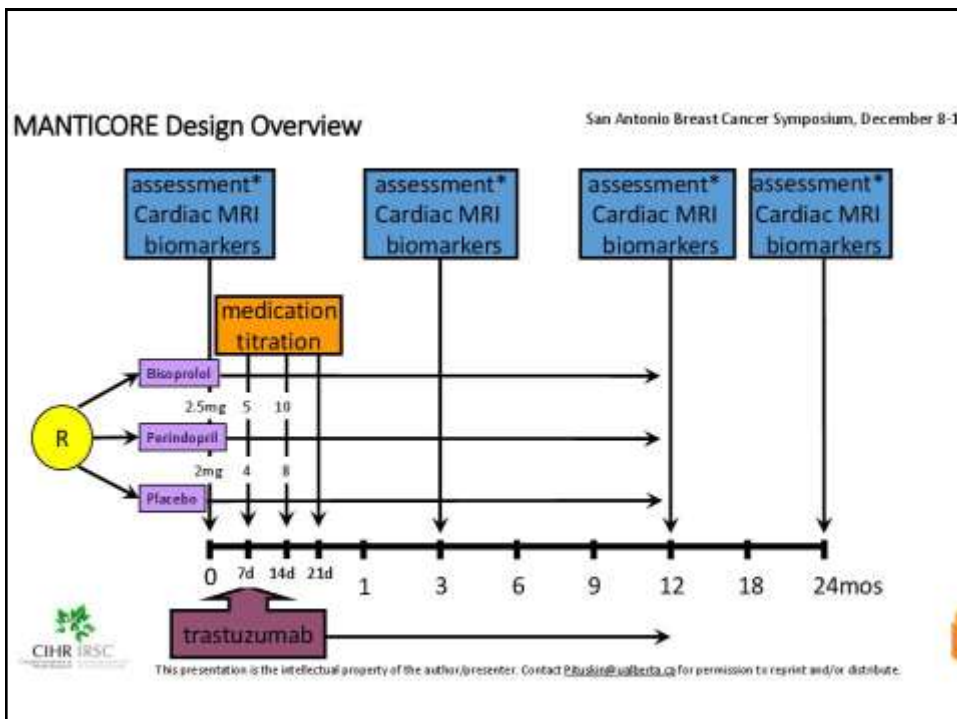 MANTICORE Design Overview
San Antonio Breast Cancer Symposium, December 8-1
assessment*
Cardiac MRI
biomarkers
assessment*
Cardiac MRI
biomarkers
assessment*
Cardiac MRI
biomarkers
assessment*
Cardiac MRI
biomarkers
medication
titration
Bisoprolol
2.5mg 5 10
R
Perindopril
2mg 4 8
Placebo
0 7d 14d 21d 1 3 6 9 12 18 24mos
trastuzumab
CIHR IRSC
This presentation is the intellectual property of the author/presenter. Contact Pituskin@ualberta.ca for permission to reprint and/or distribute.